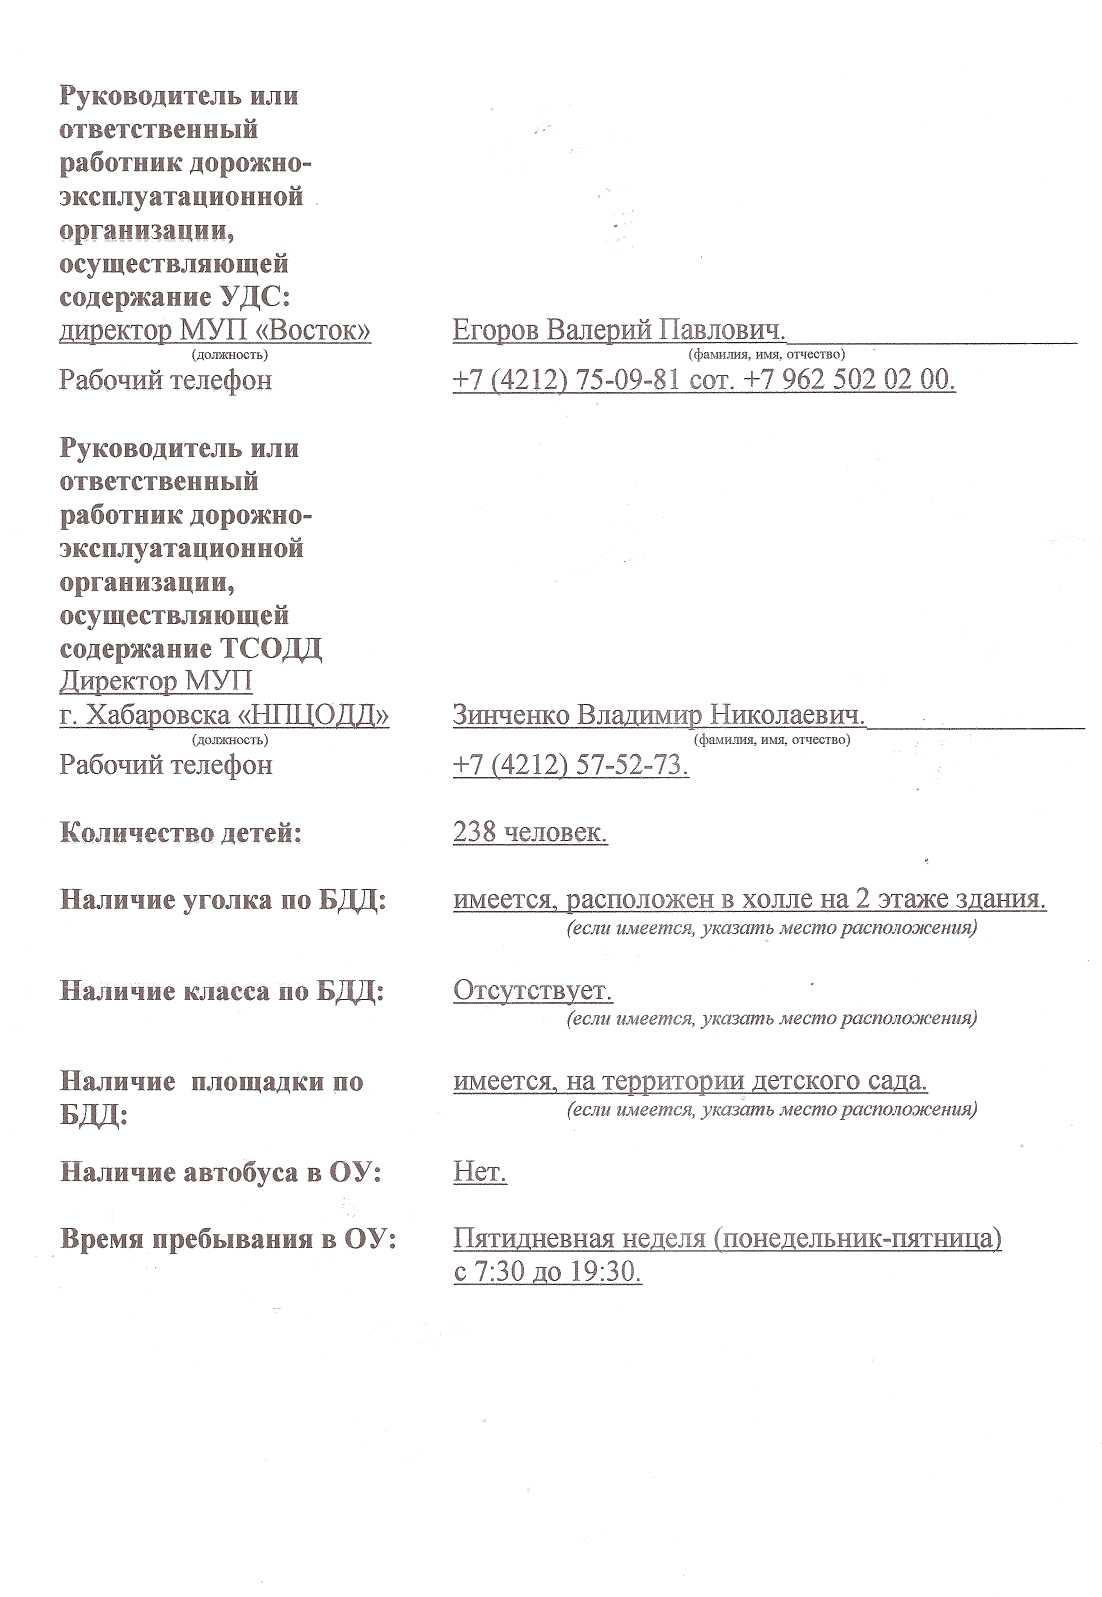 Руководитель или
ответственный
работник дорожно-
эксплуатационной
организации,
осуществляющей
содержание УДС:
директор МУП «Восток» Егоров Валерий Павлович.
(должность) (фамилия, имя, отчество)
Рабочий телефон +7 (4212) 75-09-81 сот. +7 962 502 02 00.
Руководитель или
ответственный
работник дорожно-
эксплуатационной
организации,
осуществляющей
содержание ТСОДД
Директор МУП
г. Хабаровска «НПЦОДД» Зинченко Владимир Николаевич.
(должность) (фамилия, имя, отчество)
Рабочий телефон +7 (4212) 57-52-73.
Количество детей: 238 человек.
Наличие уголка по БДД: имеется, расположен в холле на 2 этаже здания.
(если имеется, указать место расположения)
Наличие класса по БДД: Отсутствует.
(если имеется, указать место расположения)
Наличие площадки по имеется, на территории детского сада.
БДД: (если имеется, указать место расположения)
Наличие автобуса в ОУ: Нет.
Время пребывания в ОУ: Пятидневная неделя (понедельник-пятница)
с 7:30 до 19:30.